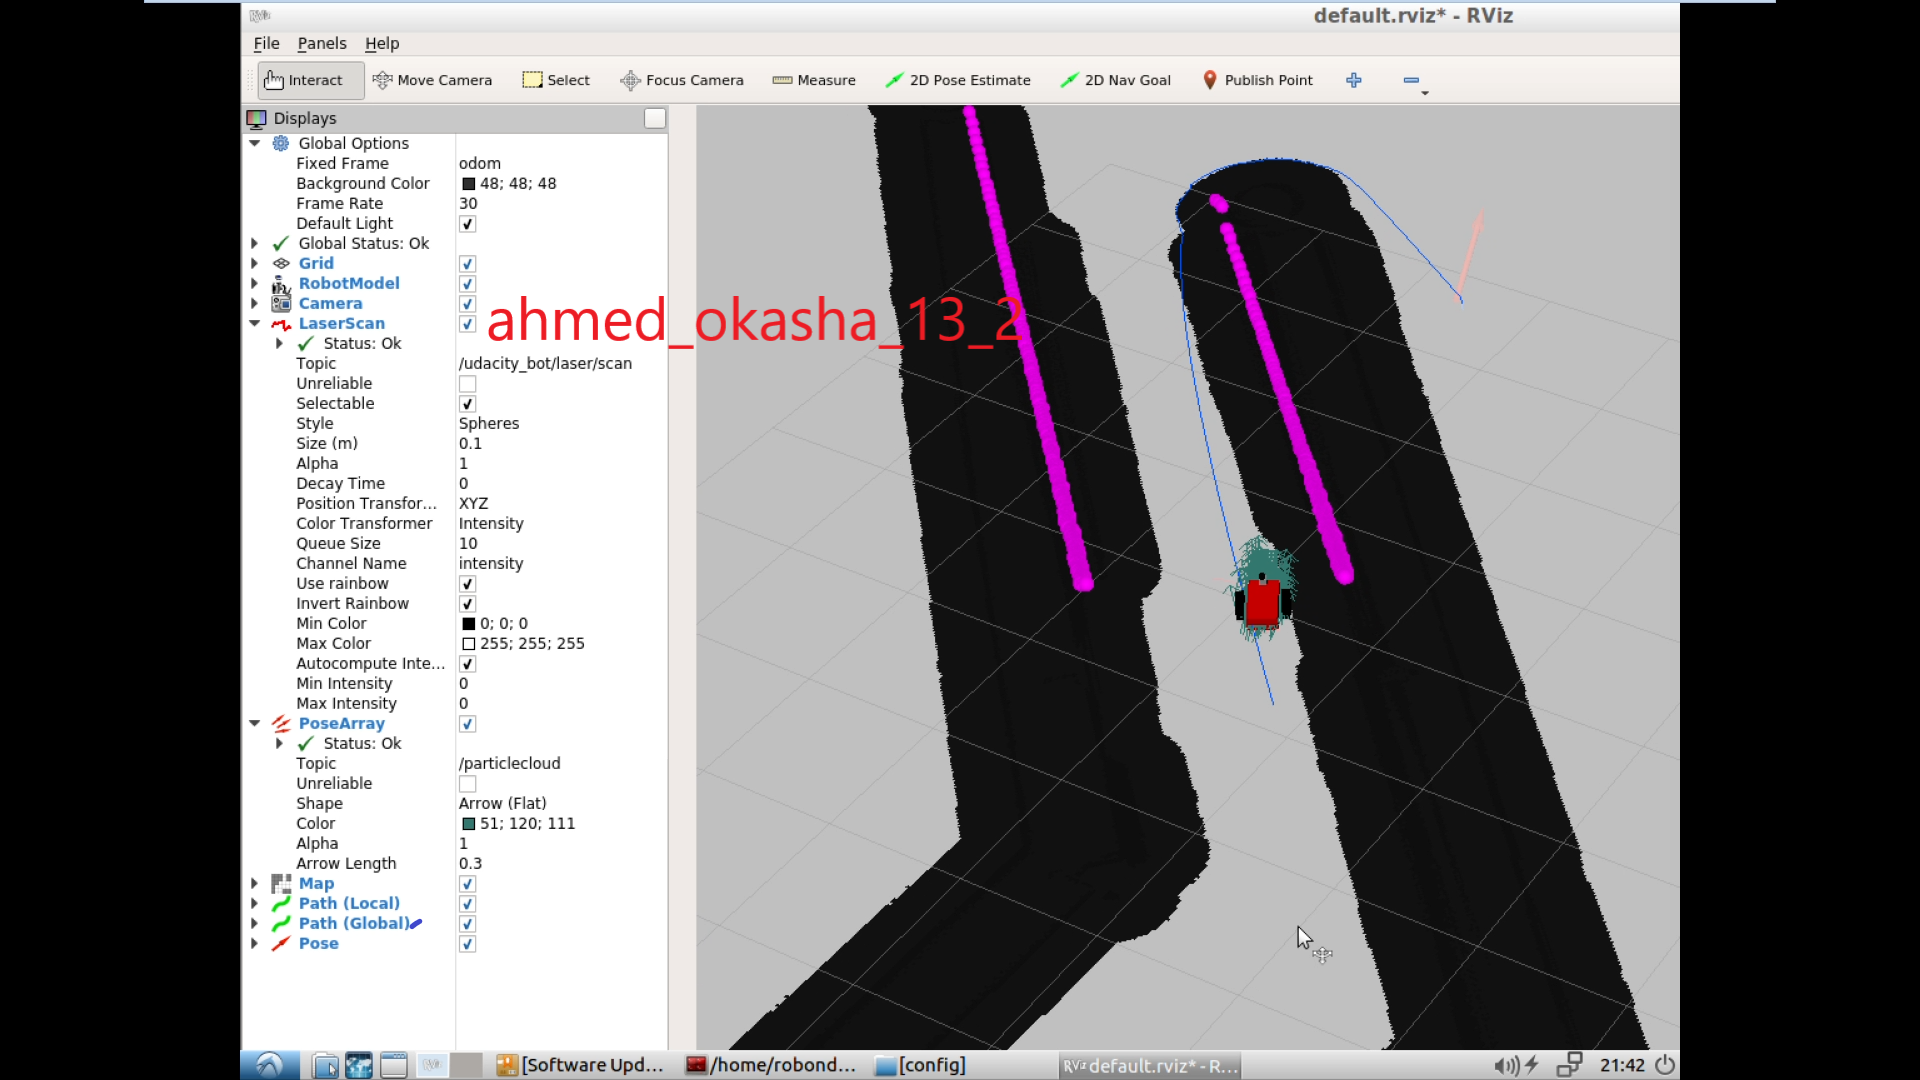 RViz
default.rviz* - RViz
File Panels Help
Interact Move Camera Select Focus Camera Measure 2D Pose Estimate 2D Nav Goal Publish Point
Displays
Global Options
Fixed Frame odom
Background Color 48; 48; 48
Frame Rate 30
Default Light
Global Status: Ok
Grid
RobotModel
Camera
ahmed_okasha_13_2
LaserScan
Status: Ok
Topic /udacity_bot/laser/scan
Unreliable
Selectable
Style Spheres
Size (m) 0.1
Alpha 1
Decay Time 0
Position Transfor... XYZ
Color Transformer Intensity
Queue Size 10
Channel Name intensity
Use rainbow
Invert Rainbow
Min Color 0; 0; 0
Max Color 255; 255; 255
Autocompute Inte...
Min Intensity 0
Max Intensity 0
PoseArray
Status: Ok
Topic /particlecloud
Unreliable
Shape Arrow (Flat)
Color 51; 120; 111
Alpha 1
Arrow Length 0.3
Map
Path (Local)
Path (Global)
Pose
RViz [Software Upd... /home/robond... [config] RViz default.rviz* - R... 21:42